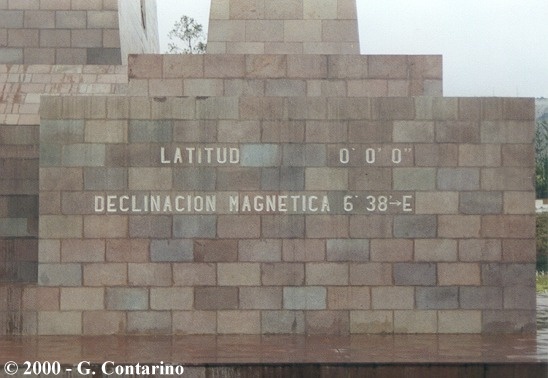 LATITUD 0° 0' 0"
DECLINACION MAGNETICA 6° 38'→E
© 2000 - G. Contarino